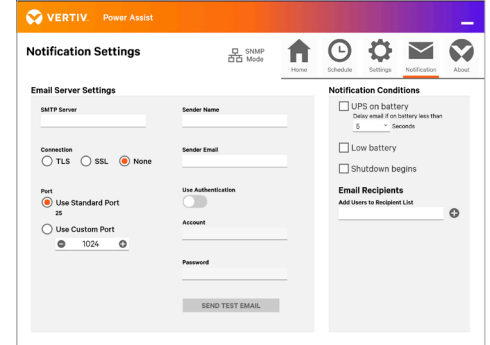 VERTIV. Power Assist
Notification Settings
SNMP
Mode
Home
Schedule
Settings
Notification
About
Email Server Settings
SMTP Server
Sender Name
Connection
TLS
SSL
None
Sender Email
Port
Use Standard Port
25
Use Custom Port
1024
Use Authentication
Account
Password
SEND TEST EMAIL
Notification Conditions
UPS on battery
Delay email if on battery less than
5 Seconds
Low battery
Shutdown begins
Email Recipients
Add Users to Recipient List